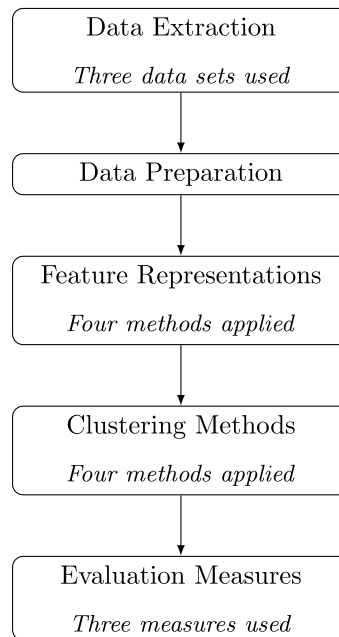 Data Extraction
Three data sets used
Data Preparation
Feature Representations
Four methods applied
Clustering Methods
Four methods applied
Evaluation Measures
Three measures used